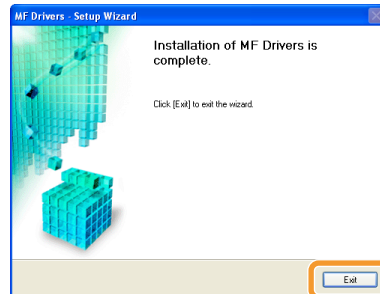 MF Drivers - Setup Wizard
Installation of MF Drivers is
complete.
Click [Exit] to exit the wizard.
Exit